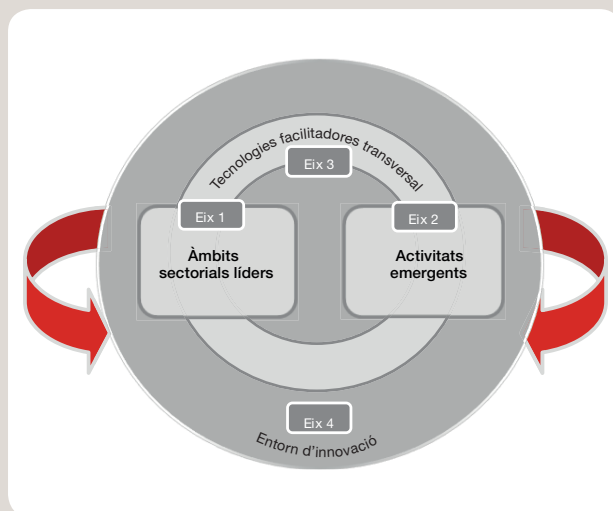 Tecnologies facilitadores transversal
Eix 3
Eix 1
Eix 2
Àmbits
sectorials líders
Activitats
emergents
Eix 4
Entorn d'innovació